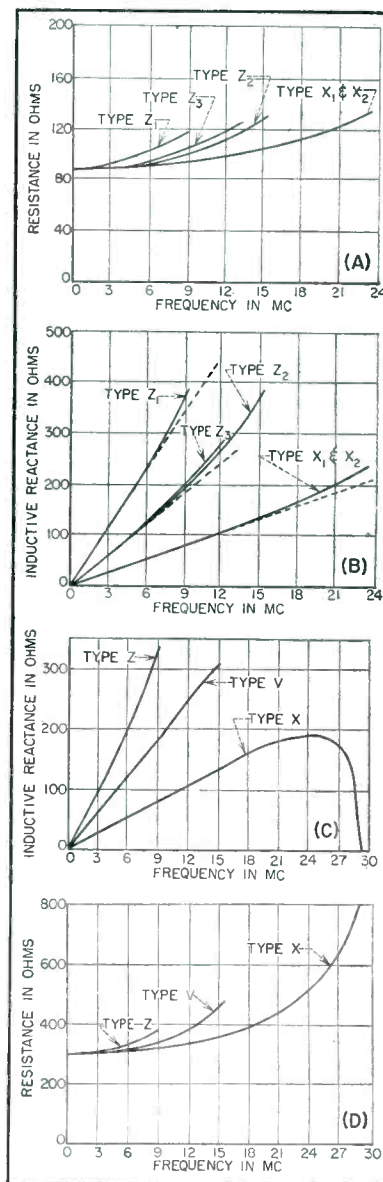 200
160
120
80
40
0
RESISTANCE IN OHMS
TYPE Z1
TYPE Z3
TYPE Z2
TYPE X1 & X2
(A)
0 3 6 9 12 15 18 21 24
FREQUENCY IN MC
500
400
300
200
100
0
INDUCTIVE REACTANCE IN OHMS
TYPE Z1
TYPE Z2
TYPE Z3
TYPE X1 & X2
(B)
0 3 6 9 12 15 18 21 24
FREQUENCY IN MC
300
200
100
0
INDUCTIVE REACTANCE IN OHMS
TYPE Z
TYPE V
TYPE X
(C)
0 3 6 9 12 15 18 21 24 27 30
FREQUENCY IN MC
800
600
400
200
0
RESISTANCE IN OHMS
TYPE X
TYPE V
TYPE-Z
(D)
0 3 6 9 12 15 18 21 24 27 30
FREQUENCY IN MC